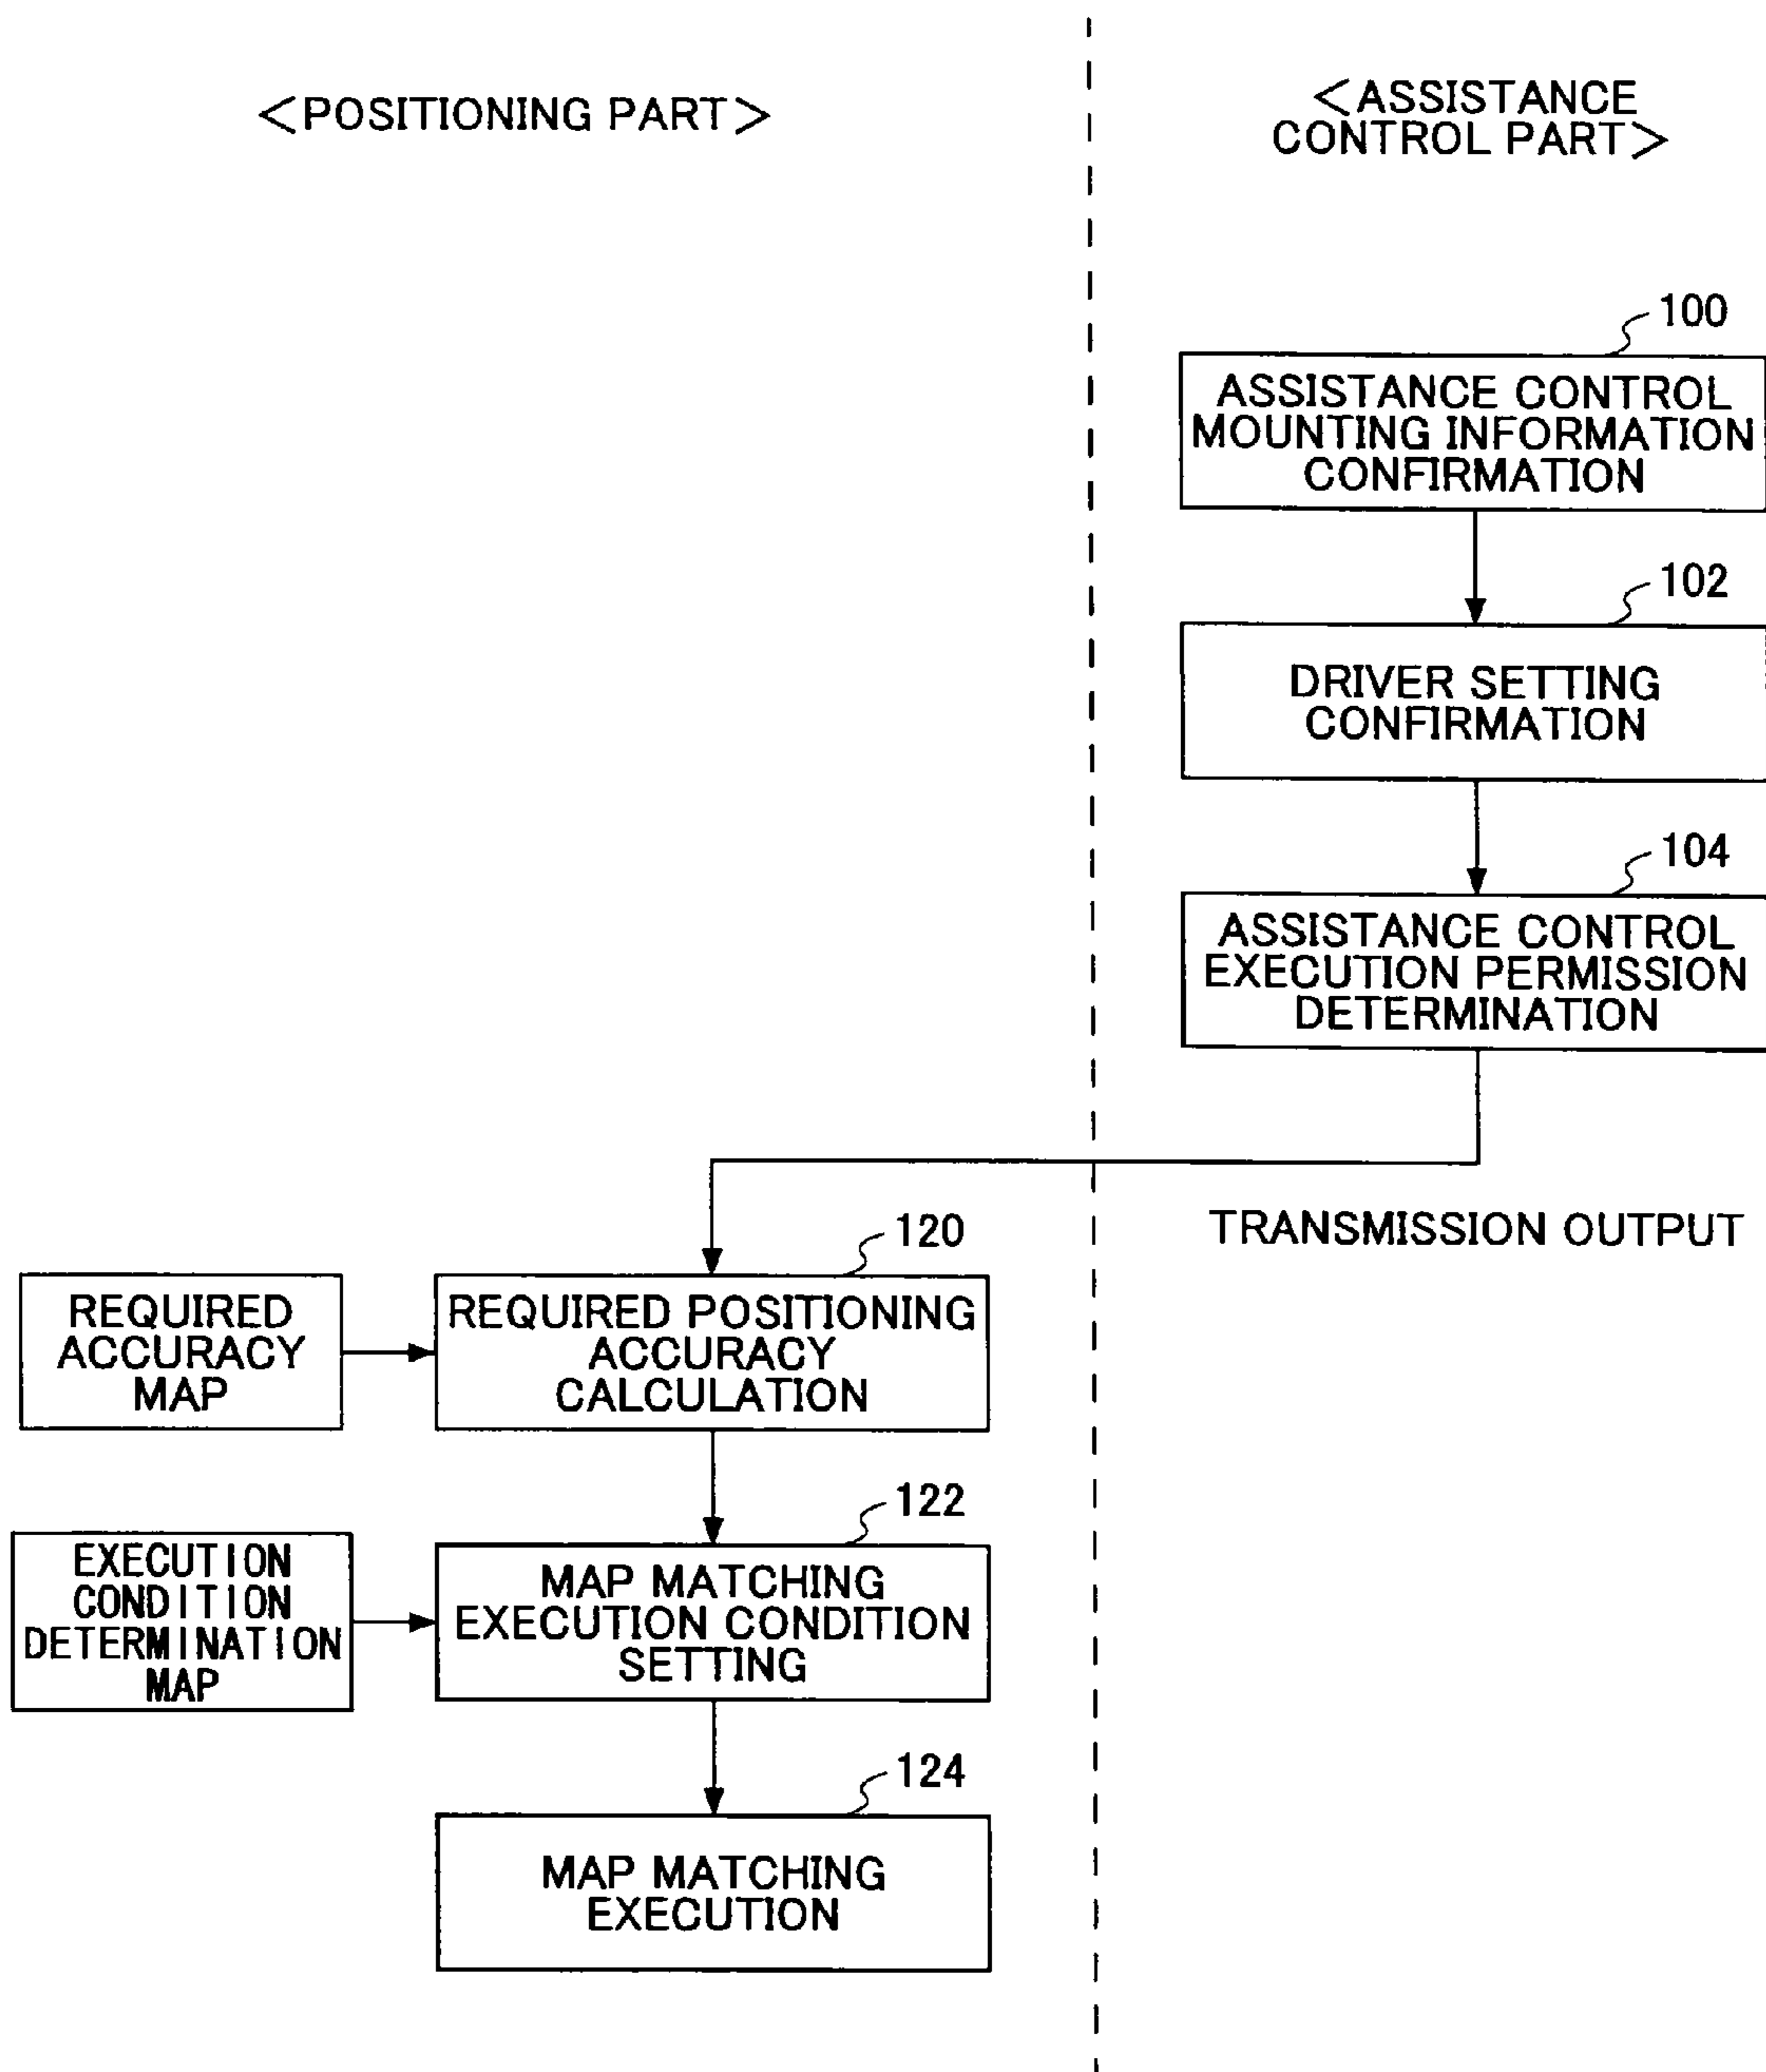 <POSITIONING PART>
<ASSISTANCE
CONTROL PART>
100
ASSISTANCE CONTROL
MOUNTING INFORMATION
CONFIRMATION
102
DRIVER SETTING
CONFIRMATION
104
ASSISTANCE CONTROL
EXECUTION PERMISSION
DETERMINATION
TRANSMISSION OUTPUT
120
REQUIRED
ACCURACY
MAP
REQUIRED POSITIONING
ACCURACY
CALCULATION
122
EXECUTION
CONDITION
DETERMINATION
MAP
MAP MATCHING
EXECUTION CONDITION
SETTING
124
MAP MATCHING
EXECUTION